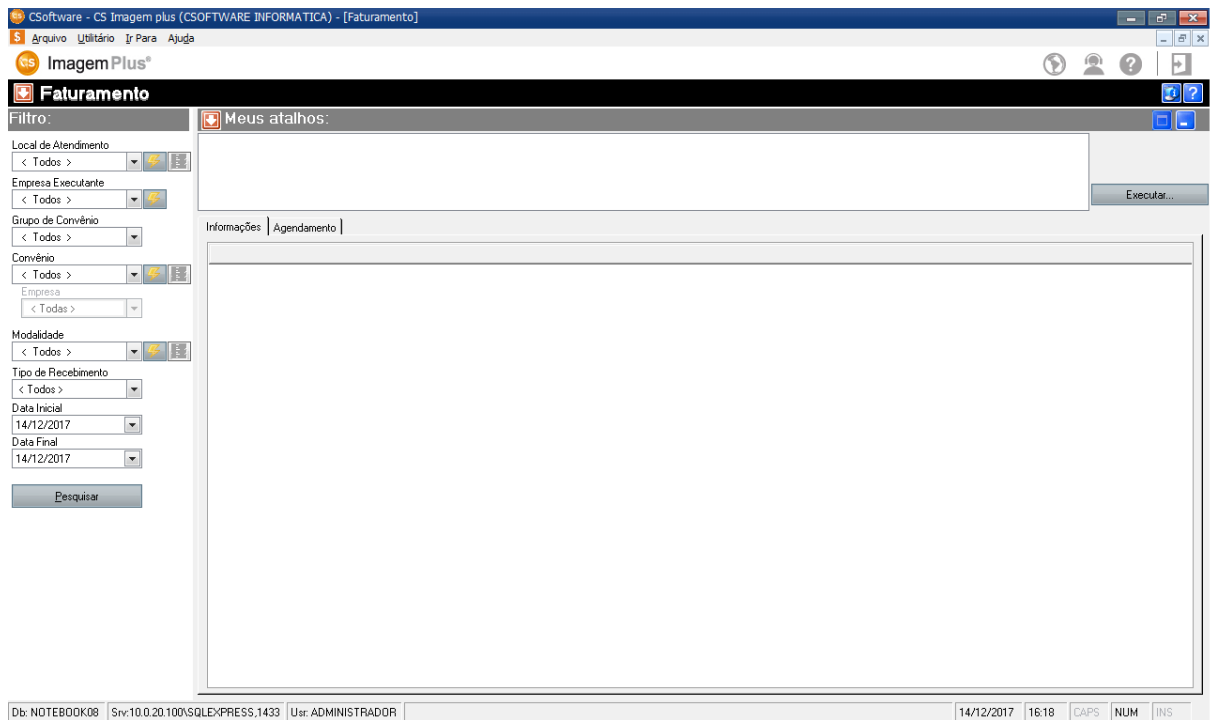 CSoftware - CS Imagem plus (CSOFTWARE INFORMATICA) - [Faturamento]
S Arquivo Utilitário Ir Para Ajuda
CS Imagem Plus®
Faturamento
Filtro:
Meus atalhos:
Local de Atendimento
< Todos >
Empresa Executante
< Todos >
Executar...
Grupo de Convênio
< Todos >
Informações Agendamento
Convênio
< Todos >
Empresa
< Todas >
Modalidade
< Todos >
Tipo de Recebimento
< Todos >
Data Inicial
14/12/2017
Data Final
14/12/2017
Pesquisar
Db: NOTEBOOK08 Srv:10.0.20.100\SQLEXPRESS,1433 Usr: ADMINISTRADOR 14/12/2017 16:18 CAPS NUM INS